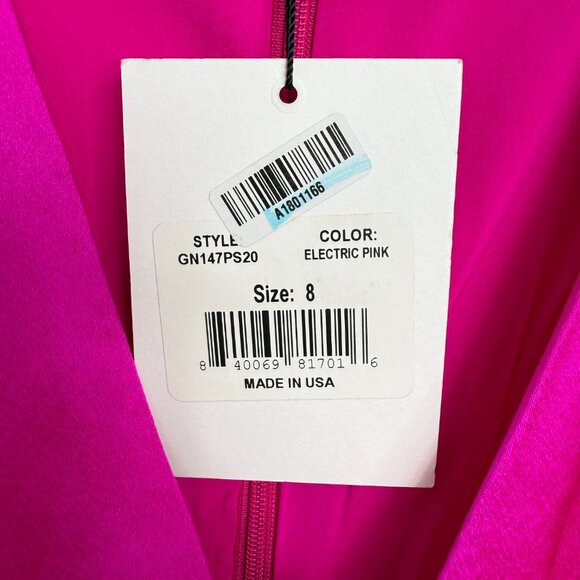 A1801166
STYLE
GN147PS20
COLOR:
ELECTRIC PINK
Size: 8
8 40069 81701 6
MADE IN USA